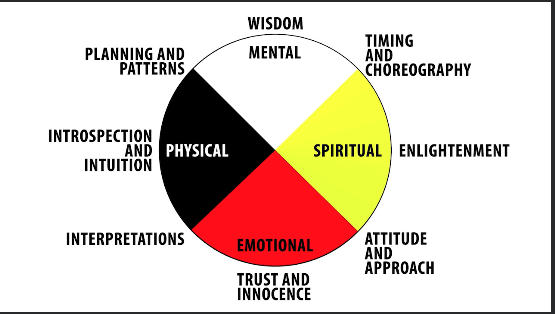 WISDOM
MENTAL
PLANNING AND
PATTERNS
TIMING
AND
CHOREOGRAPHY
INTROSPECTION
AND
INTUITION
PHYSICAL
SPIRITUAL
ENLIGHTENMENT
INTERPRETATIONS
EMOTIONAL
ATTITUDE
AND
APPROACH
TRUST AND
INNOCENCE